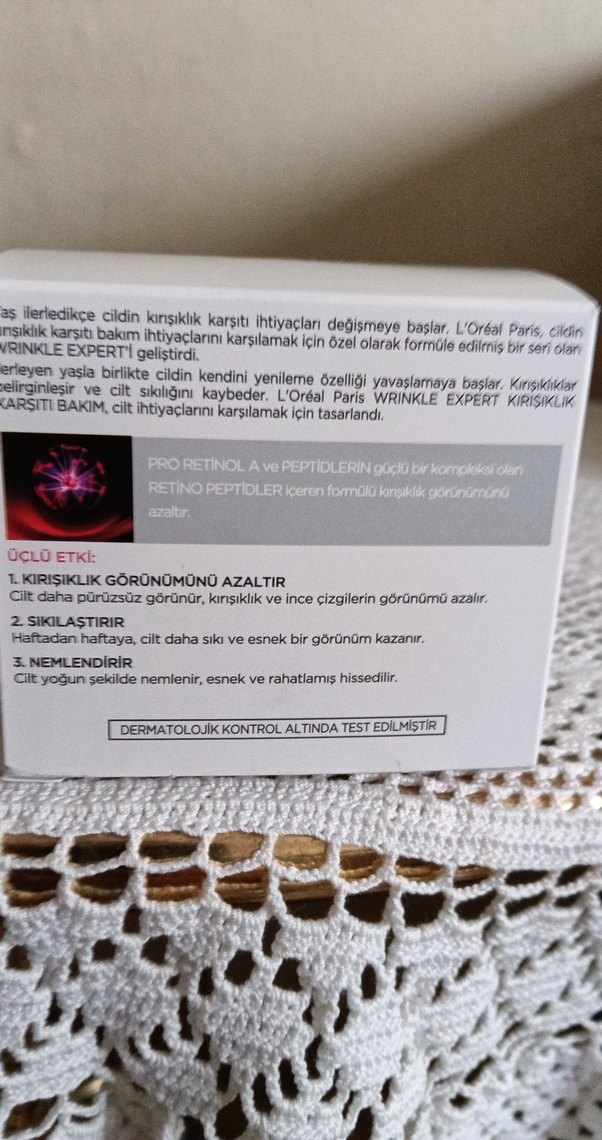 aş ilerledikçe cildin kırışıklık karşıtı ihtiyaçları değişmeye başlar. L'Oréal Paris, cildin
ırışıklık karşıtı bakım ihtiyaçlarını karşılamak için özel olarak formüle edilmiş bir seri olan
WRINKLE EXPERT'İ geliştirdi.
lerleyen yaşla birlikte cildin kendini yenileme özelliği yavaşlamaya başlar. Kırışıklıklar
belirginleşir ve cilt sıkılığını kaybeder. L'Oréal Paris WRINKLE EXPERT KIRIŞIKLIK
KARŞITI BAKIM, cilt ihtiyaçlarını karşılamak için tasarlandı.
PRO RETİNOL A ve PEPTİDLERİN güçlü bir kompleksi olan
RETİNO PEPTİDLER içeren formülü kırışıklık görünümünü
azaltır.
ÜÇLÜ ETKİ:
1. KIRIŞIKLIK GÖRÜNÜMÜNÜ AZALTIR
Cilt daha pürüzsüz görünür, kırışıklık ve ince çizgilerin görünümü azalır.
2. SIKILAŞTIRIR
Haftadan haftaya, cilt daha sıkı ve esnek bir görünüm kazanır.
3. NEMLENDİRİR
Cilt yoğun şekilde nemlenir, esnek ve rahatlamış hissedilir.
DERMATOLOJİK KONTROL ALTINDA TEST EDİLMİŞTİR